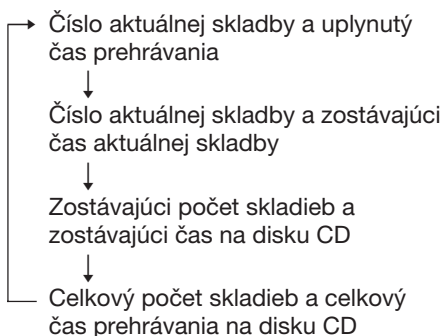 Číslo aktuálnej skladby a uplynutý
čas prehrávania
Číslo aktuálnej skladby a zostávajúci
čas aktuálnej skladby
Zostávajúci počet skladieb a
zostávajúci čas na disku CD
Celkový počet skladieb a celkový
čas prehrávania na disku CD